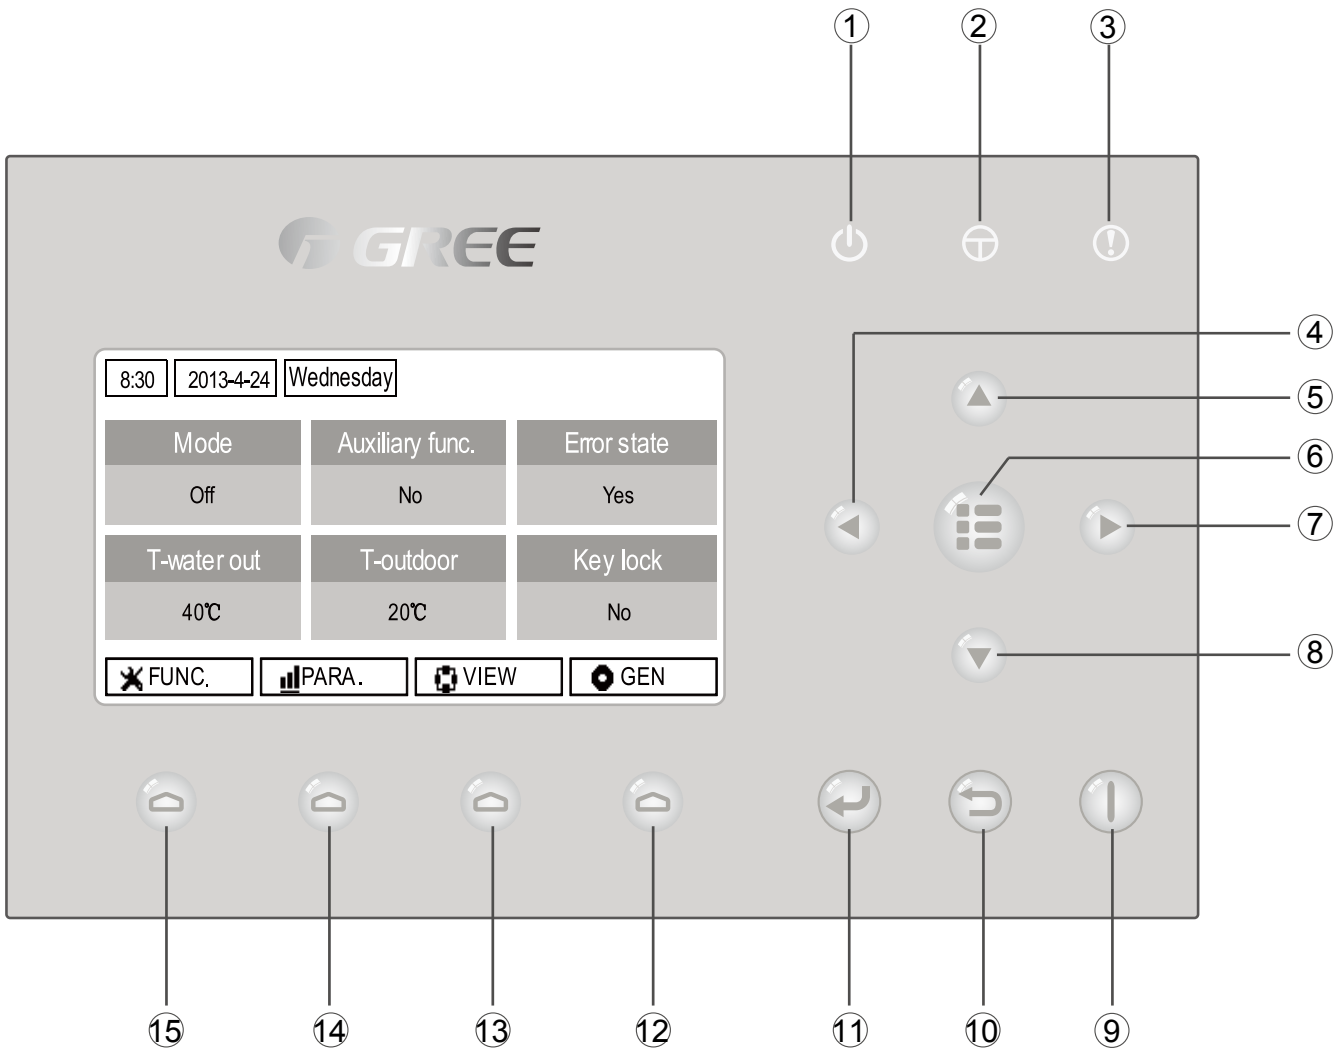 ① ② ③
GREE
④
8:30 2013-4-24 Wednesday
⑤
Mode Auxiliary func. Error state
⑥
Off No Yes
⑦
T-water out T-outdoor Key lock
40℃ 20℃ No
⑧
FUNC. PARA. VIEW GEN
⑮ ⑭ ⑬ ⑫ ⑪ ⑩ ⑨